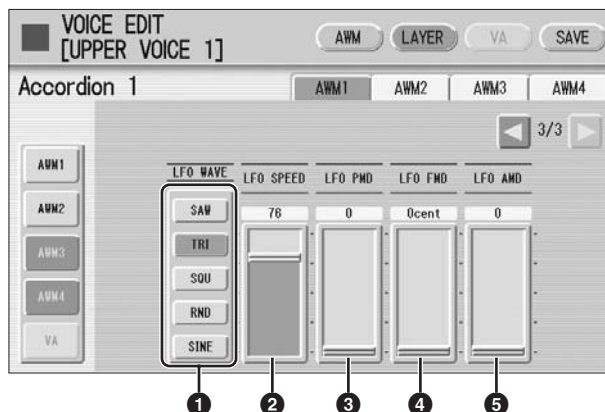 VOICE EDIT
[UPPER VOICE 1]
AWM LAYER VA SAVE
Accordion 1
AWM1 AWM2 AWM3 AWM4
3/3
AWM1
AWM2
AWM3
AWM4
VA
LFO WAVE LFO SPEED LFO PMD LFO FMD LFO AMD
76 0 0cent 0
SAW
TRI
SQU
RND
SINE
1 2 3 4 5